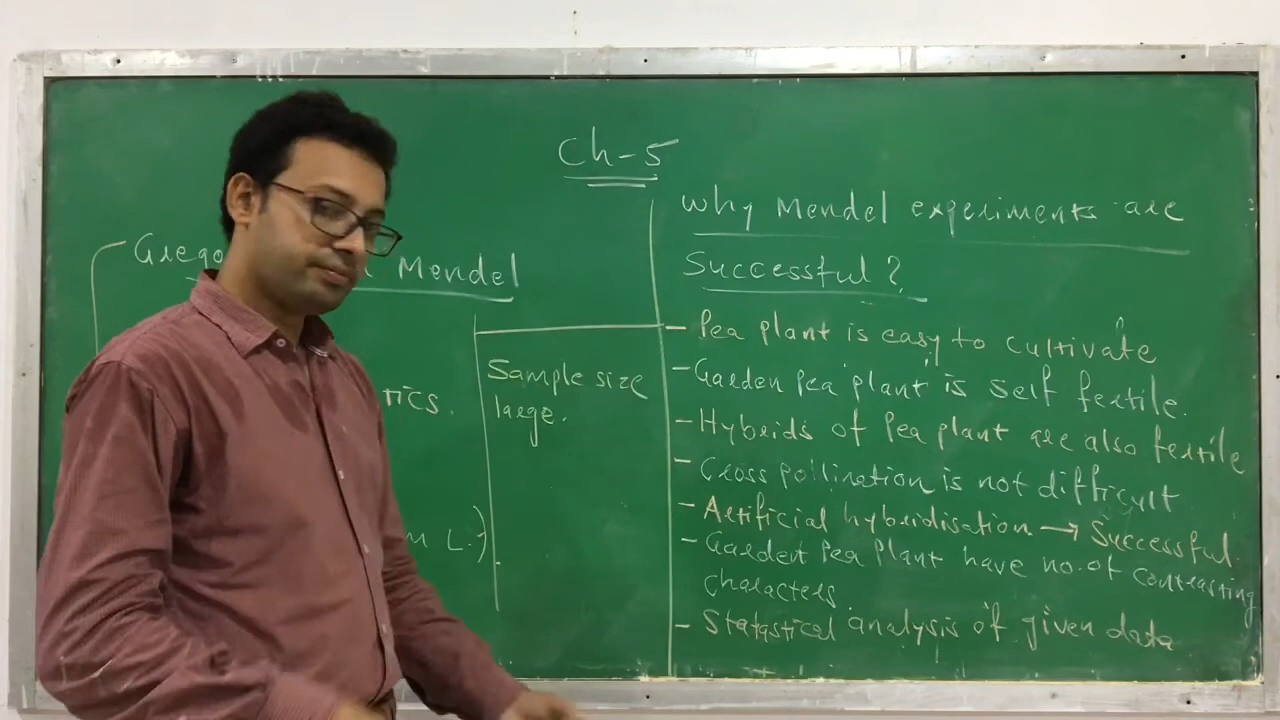 Ch-5
Mendel
TICS.
m L.)
Sample size
large.
Why Mendel experiments are
Successful?
- Pea plant is easy to cultivate
- Garden Pea plant is self fertile.
- Hybrids of Pea plant are also fertile
- Cross pollination is not difficult
- Artificial hybridisation → Successful.
- Garden Pea Plant have no. of contrasting
characters.
- Statastical analysis of given data